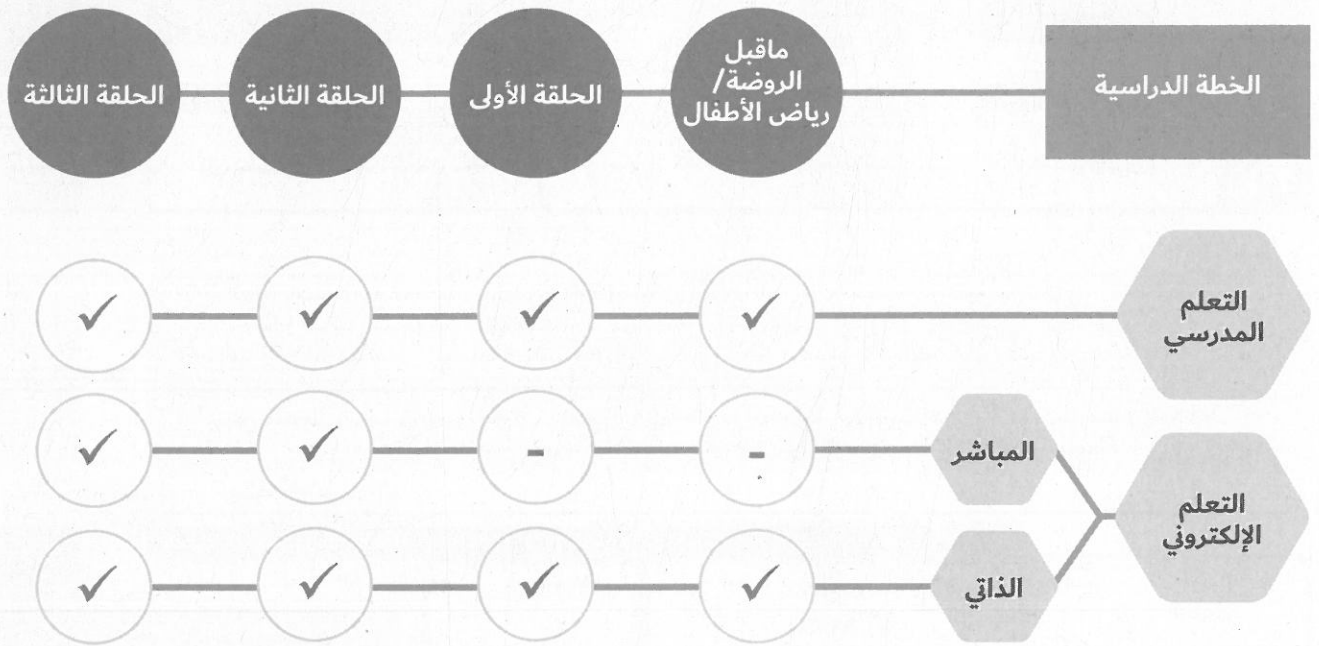 الخطة الدراسية
ماقبل
الروضة/
رياض الأطفال
الحلقة الأولى
الحلقة الثانية
الحلقة الثالثة
التعلم
المدرسي
✓ ✓ ✓ ✓
التعلم
الإلكتروني
المباشر
- - ✓ ✓
الذاتي
✓ ✓ ✓ ✓